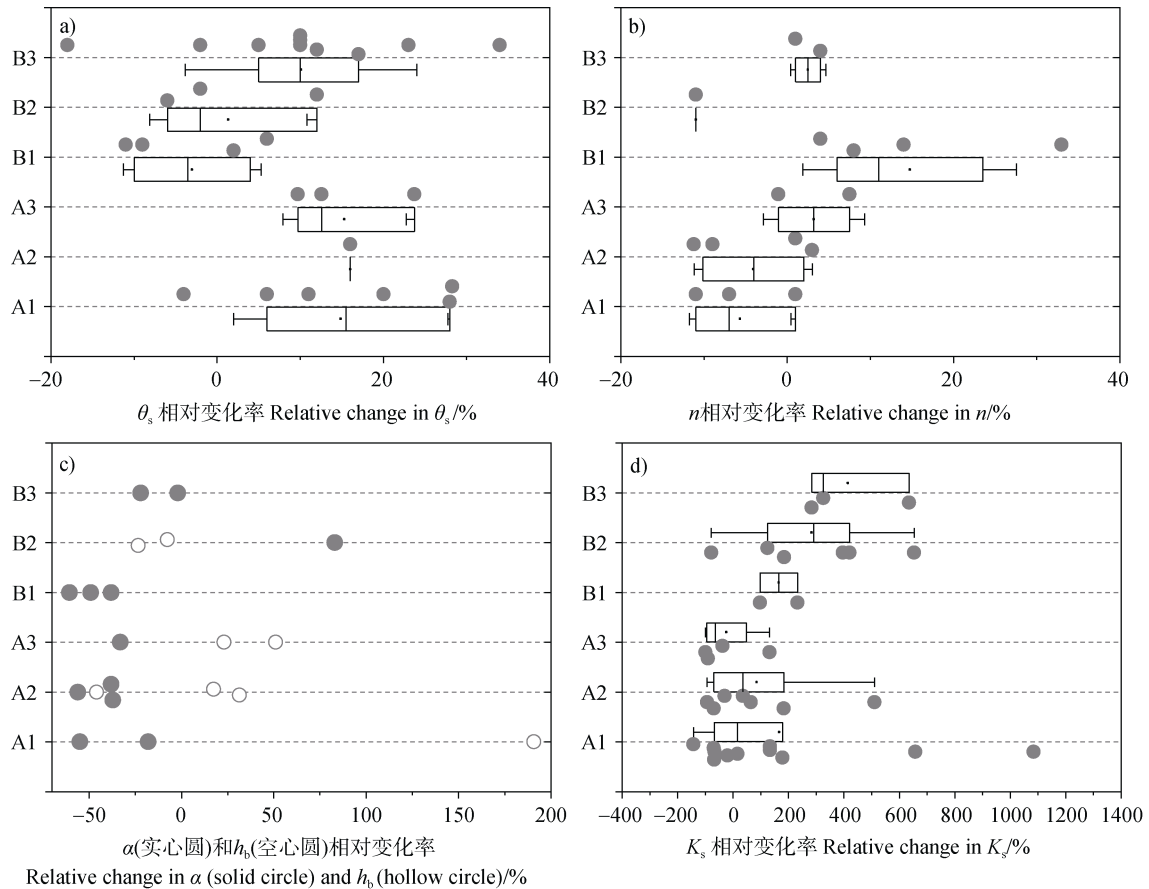 a)
B3
B2
B1
A3
A2
A1
−20 0 20 40
θs 相对变化率 Relative change in θs/%
b)
B3
B2
B1
A3
A2
A1
−20 0 20 40
n相对变化率 Relative change in n/%
c)
B3
B2
B1
A3
A2
A1
−50 0 50 100 150 200
α(实心圆)和hb(空心圆)相对变化率
Relative change in α (solid circle) and hb (hollow circle)/%
d)
B3
B2
B1
A3
A2
A1
-400 -200 0 200 400 600 800 1000 1200 1400
Ks 相对变化率 Relative change in Ks/%